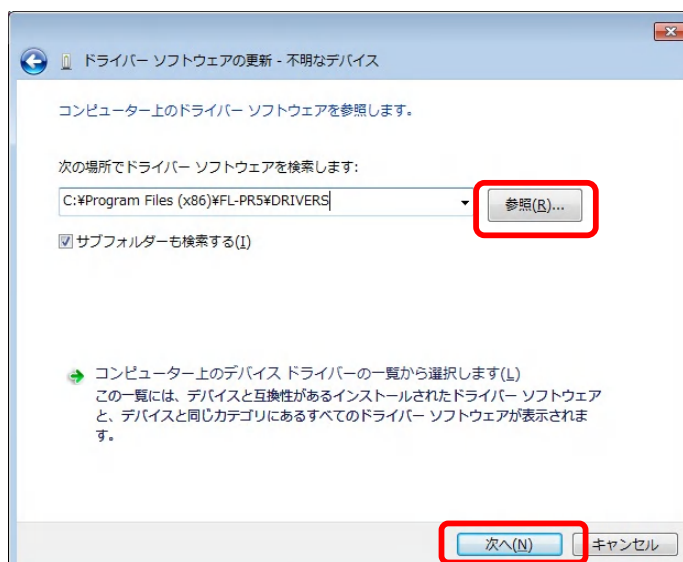 ドライバー ソフトウェアの更新 - 不明なデバイス
コンピューター上のドライバー ソフトウェアを参照します。
次の場所でドライバー ソフトウェアを検索します:
C:¥Program Files (x86)¥FL-PR5¥DRIVERS
参照(R)...
サブフォルダーも検索する(I)
コンピューター上のデバイス ドライバーの一覧から選択します(L)
この一覧には、デバイスと互換性があるインストールされたドライバー ソフトウェア
と、デバイスと同じカテゴリにあるすべてのドライバー ソフトウェアが表示されま
す。
次へ(N)
キャンセル